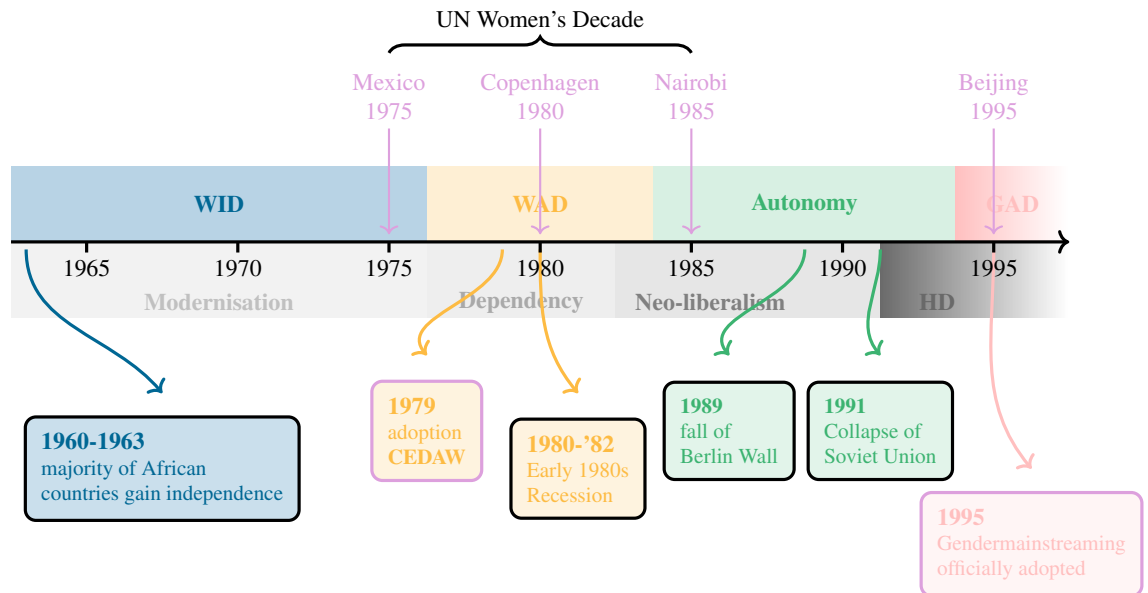 UN Women's Decade
Mexico
1975
Copenhagen
1980
Nairobi
1985
Beijing
1995
WID
WAD
Autonomy
GAD
1965
1970
1975
1980
1985
1990
1995
Modernisation
Dependency
Neo-liberalism
HD
1960-1963
majority of African
countries gain independence
1979
adoption
CEDAW
1980-'82
Early 1980s
Recession
1989
fall of
Berlin Wall
1991
Collapse of
Soviet Union
1995
Gendermainstreaming
officially adopted